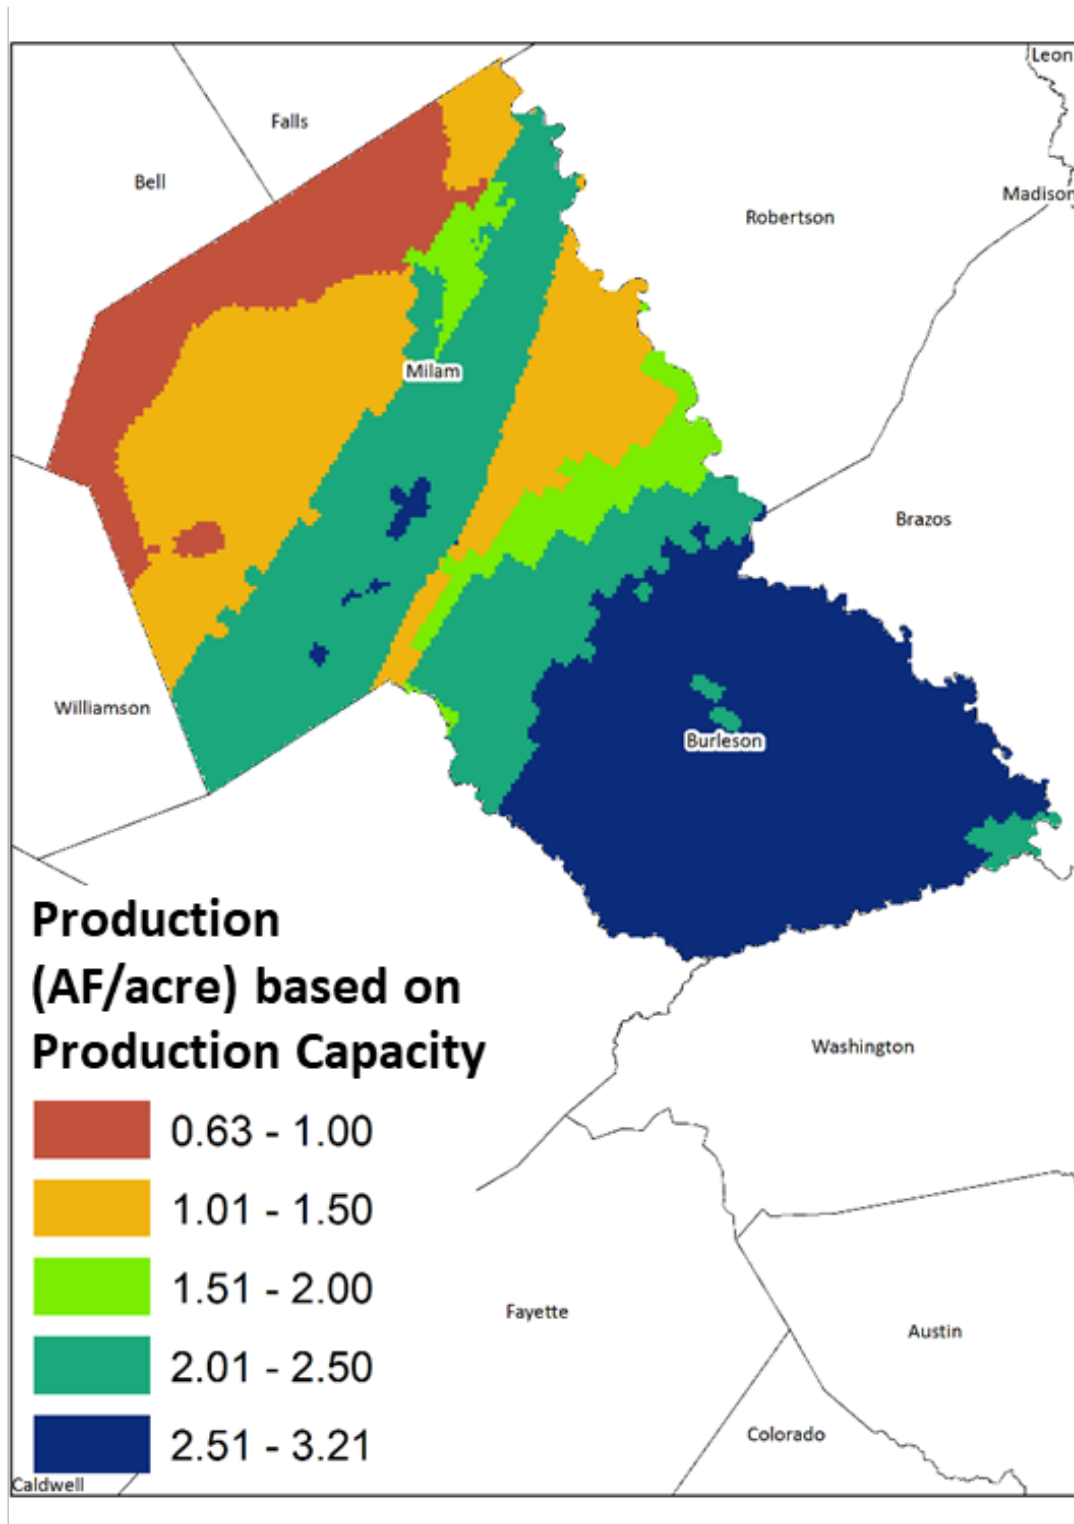 Leon
Falls
Bell
Madison
Robertson
Milam
Brazos
Williamson
Burleson
Production
(AF/acre) based on
Production Capacity
Washington
0.63 - 1.00
1.01 - 1.50
1.51 - 2.00
Fayette
Austin
2.01 - 2.50
Colorado
2.51 - 3.21
Caldwell